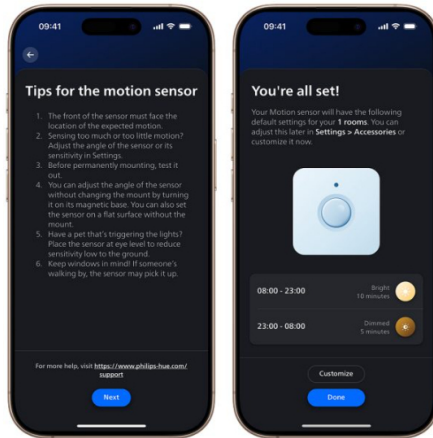 09:41
Tips for the motion sensor
1. The front of the sensor must face the
location of the expected motion.
2. Sensing too much or too little motion?
Adjust the angle of the sensor or its
sensitivity in Settings.
3. Before permanently mounting, test it
out.
4. You can adjust the angle of the sensor
without changing the mount by turning
it on its magnetic base. You can also set
the sensor on a flat surface without the
mount.
5. Have a pet that's triggering the lights?
Place the sensor at eye level to reduce
sensitivity low to the ground.
6. Keep windows in mind! If someone's
walking by, the sensor may pick it up.
For more help, visit https://www.philips-hue.com/
support
Next
09:41
You're all set!
Your Motion sensor will have the following
default settings for your 1 rooms. You can
adjust this later in Settings > Accessories or
customize it now.
08:00 - 23:00
Bright
10 minutes
23:00 - 08:00
Dimmed
5 minutes
Customize
Done